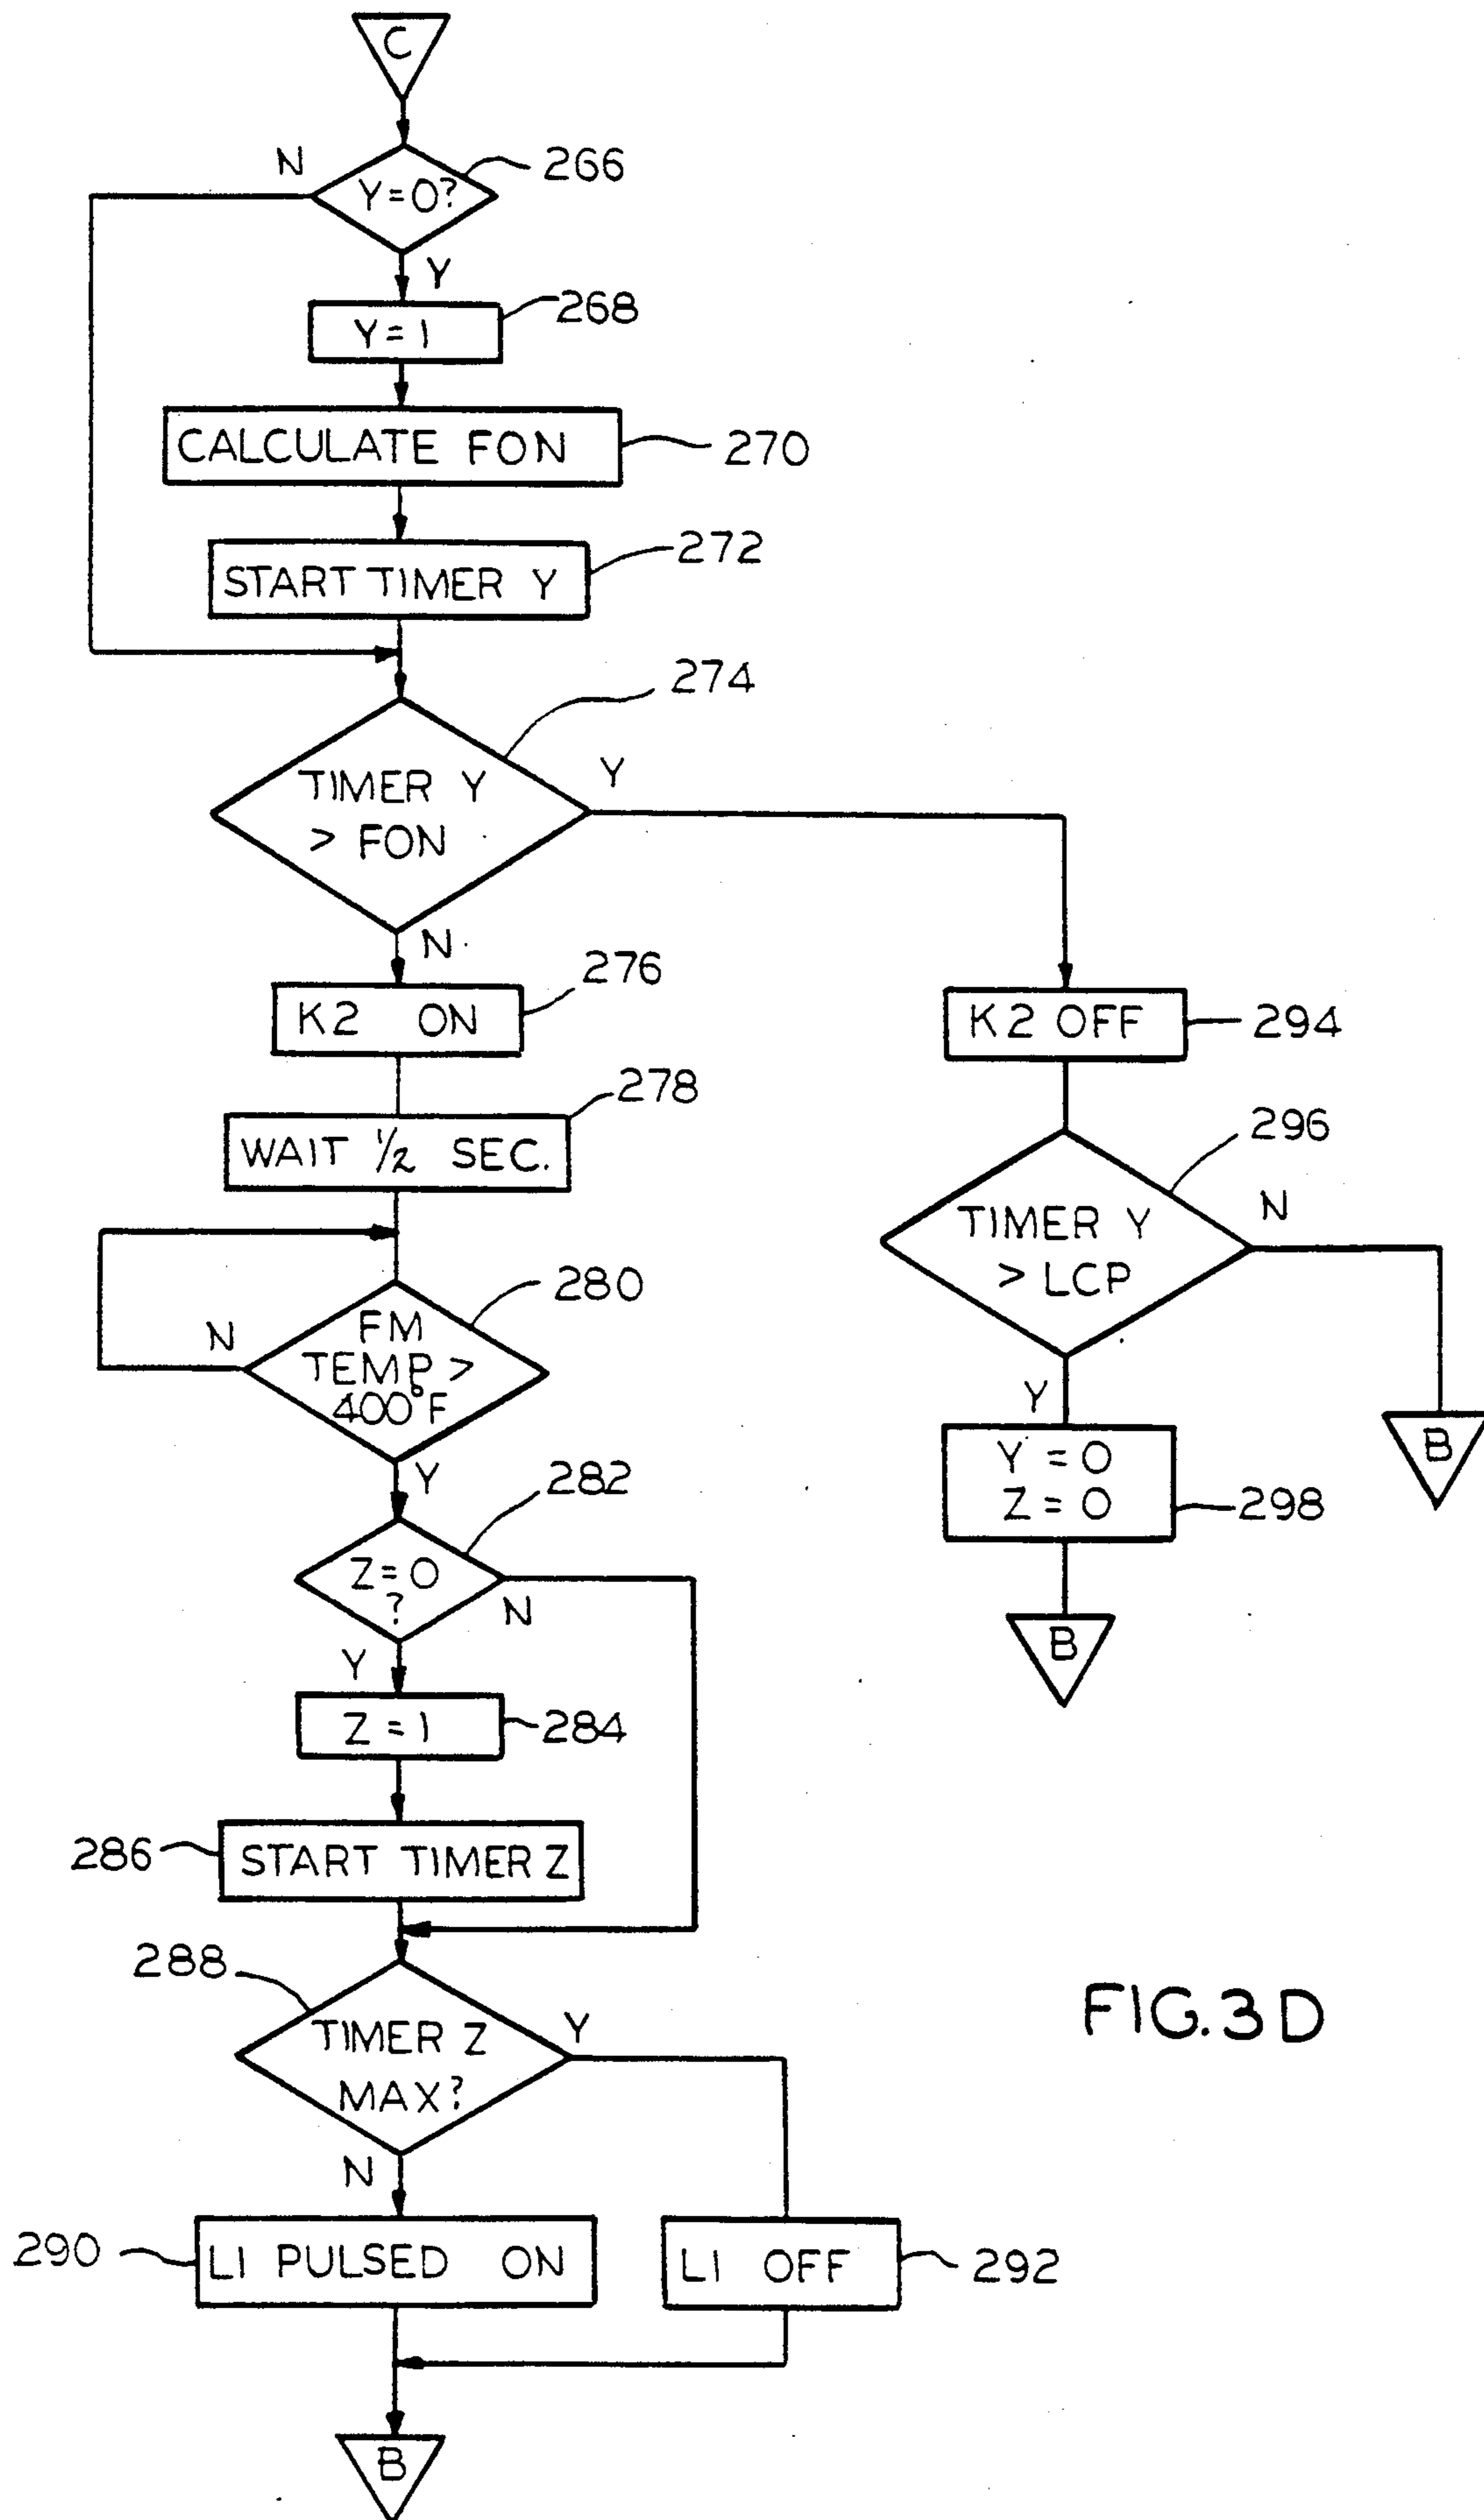 C
N
266
Y=0?
Y
268
Y=1
CALCULATE FON
270
272
START TIMER Y
274
TIMER Y
> FON
Y
N
276
K2 ON
K2 OFF
294
278
WAIT 1/2 SEC.
296
TIMER Y
> LCP
N
280
FM
TEMP >
400°F
N
Y
Y
B
282
Y = 0
Z = 0
298
Z=0
?
N
Y
B
Z = 1
284
286
START TIMER Z
288
TIMER Z
MAX?
Y
FIG. 3D
N
290
L1 PULSED ON
L1 OFF
292
B